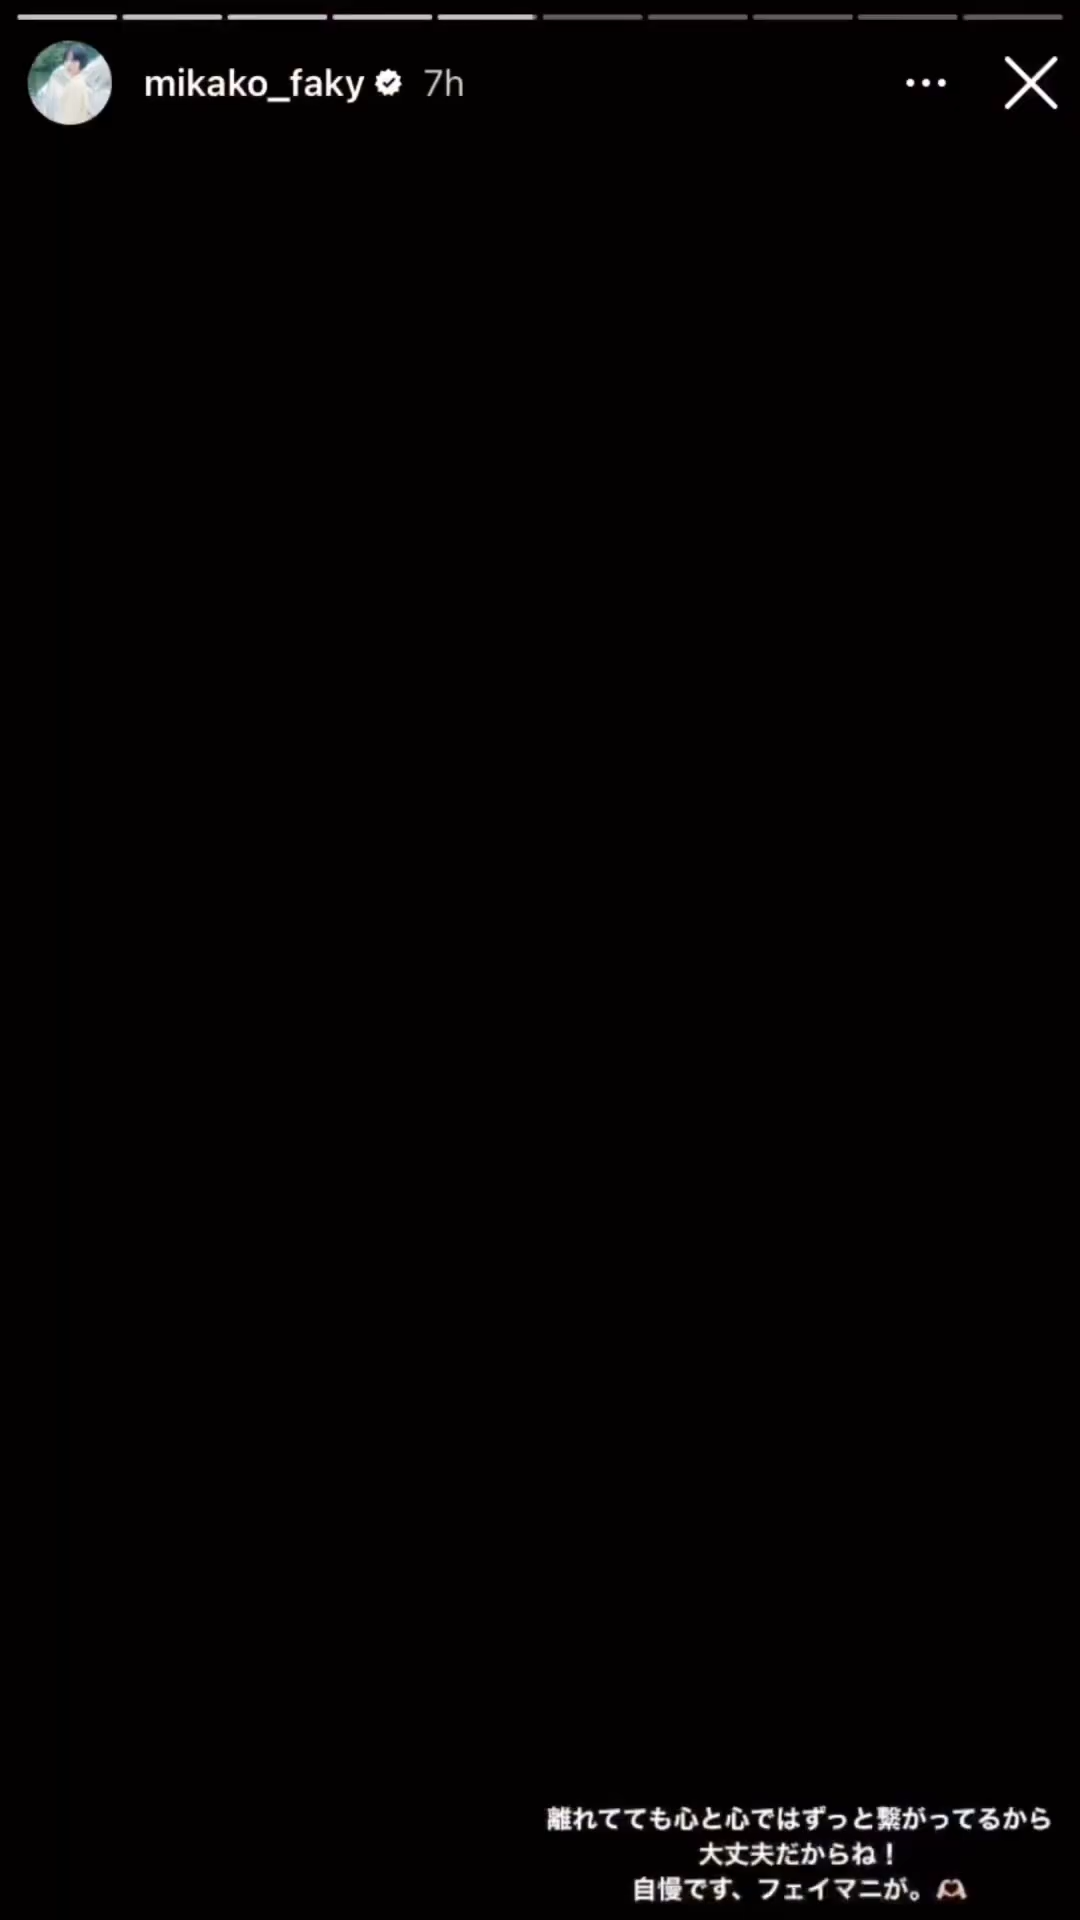 mikako_faky 7h
離れてても心と心ではずっと繋がってるから
大丈夫だからね！
自慢です、フェイマニが。🫶🏽